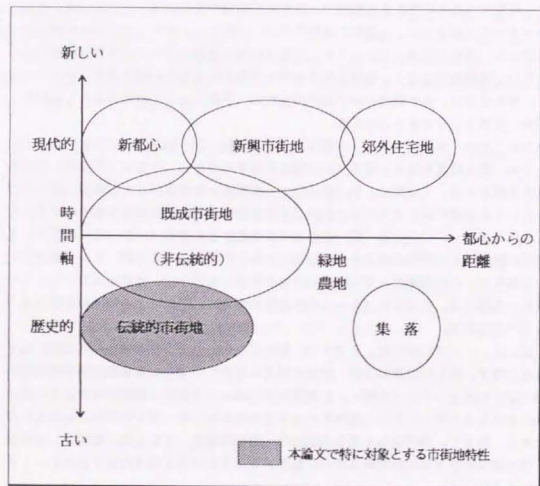 新しい
現代的
新都心
新興市街地
郊外住宅地
既成市街地
時間軸
都心からの
距離
(非伝統的)
緑地
農地
歴史的
伝統的市街地
集 落
古い
本論文で特に対象とする市街地特性